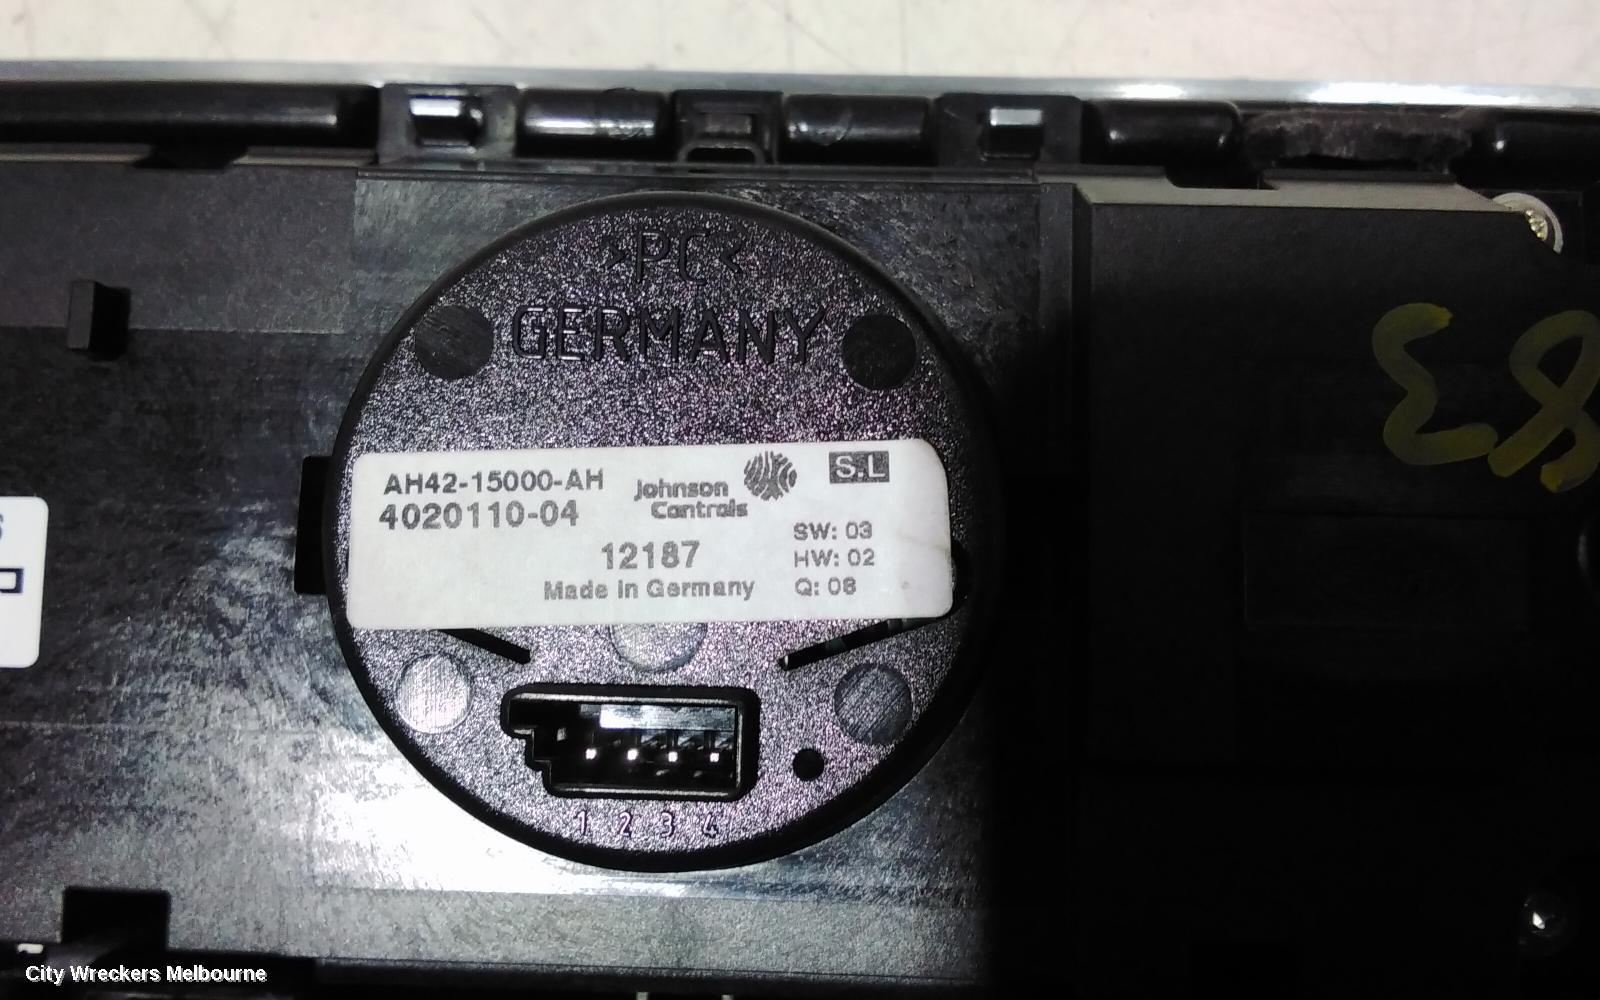 >PC<
GERMANY
AH42-15000-AH
4020110-04
Johnson
Controls
S.L
12187
Made in Germany
SW: 03
HW: 02
Q: 08
1 2 3 4
83
City Wreckers Melbourne